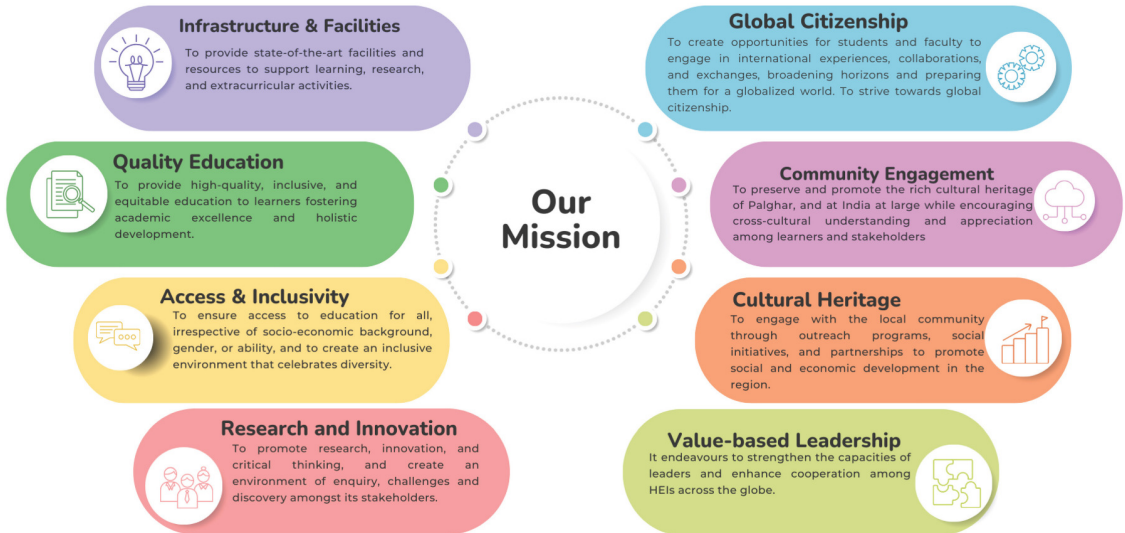 Infrastructure & Facilities
To provide state-of-the-art facilities and
resources to support learning, research,
and extracurricular activities.
Quality Education
To provide high-quality, inclusive, and
equitable education to learners fostering
academic excellence and holistic
development.
Access & Inclusivity
To ensure access to education for all,
irrespective of socio-economic background,
gender, or ability, and to create an inclusive
environment that celebrates diversity.
Research and Innovation
To promote research, innovation, and
critical thinking, and create an
environment of enquiry, challenges and
discovery amongst its stakeholders.
Our
Mission
Global Citizenship
To create opportunities for students and faculty to
engage in international experiences, collaborations,
and exchanges, broadening horizons and preparing
them for a globalized world. To strive towards global
citizenship.
Community Engagement
To preserve and promote the rich cultural heritage
of Palghar, and at India at large while encouraging
cross-cultural understanding and appreciation
among learners and stakeholders
Cultural Heritage
To engage with the local community
through outreach programs, social
initiatives, and partnerships to promote
social and economic development in the
region.
Value-based Leadership
It endeavours to strengthen the capacities of
leaders and enhance cooperation among
HEIs across the globe.